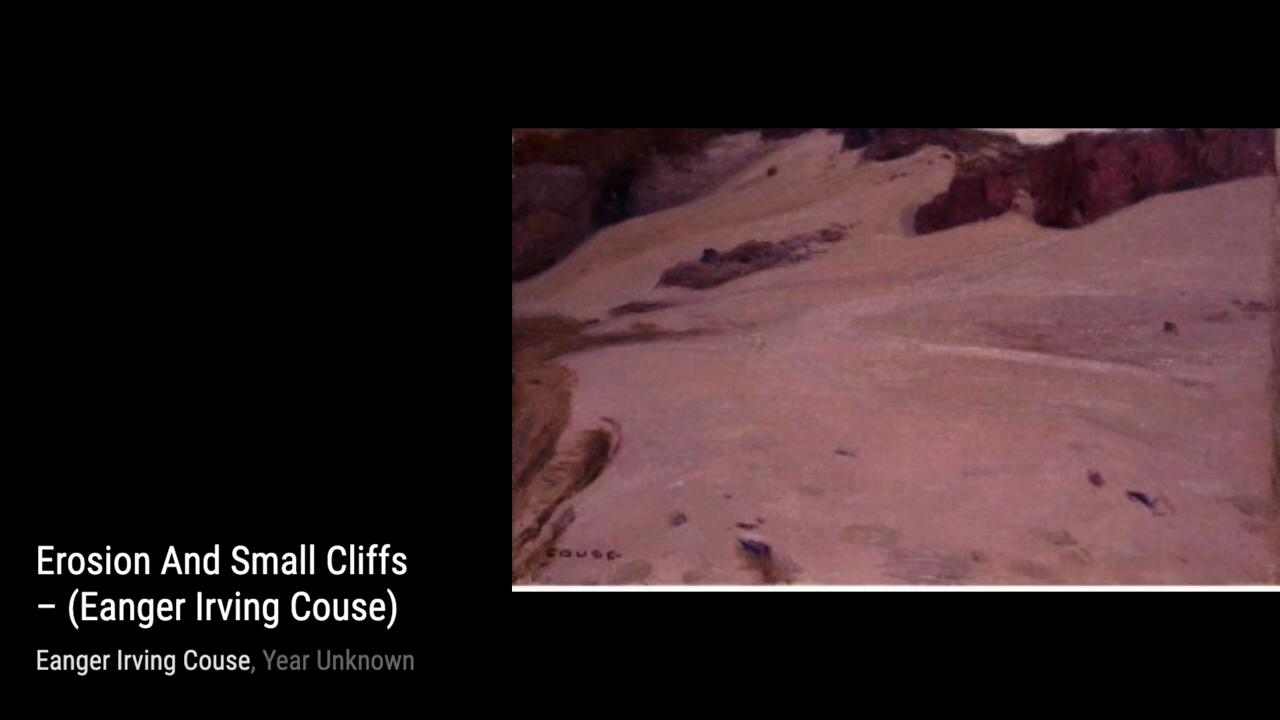 Erosion And Small Cliffs
– (Eanger Irving Couse)
Eanger Irving Couse, Year Unknown
COUSE